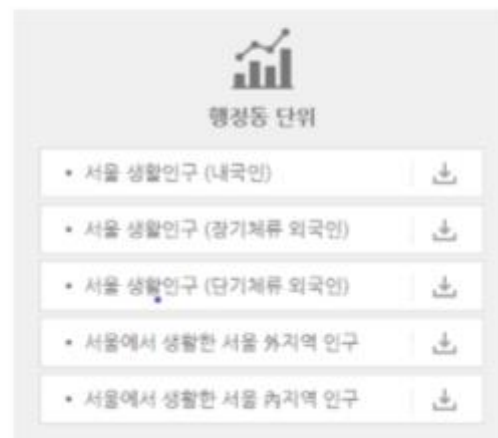 행정동 단위
• 서울 생활인구 (내국인)
• 서울 생활인구 (장기체류 외국인)
• 서울 생활인구 (단기체류 외국인)
• 서울에서 생활한 서울 外지역 인구
• 서울에서 생활한 서울 內지역 인구